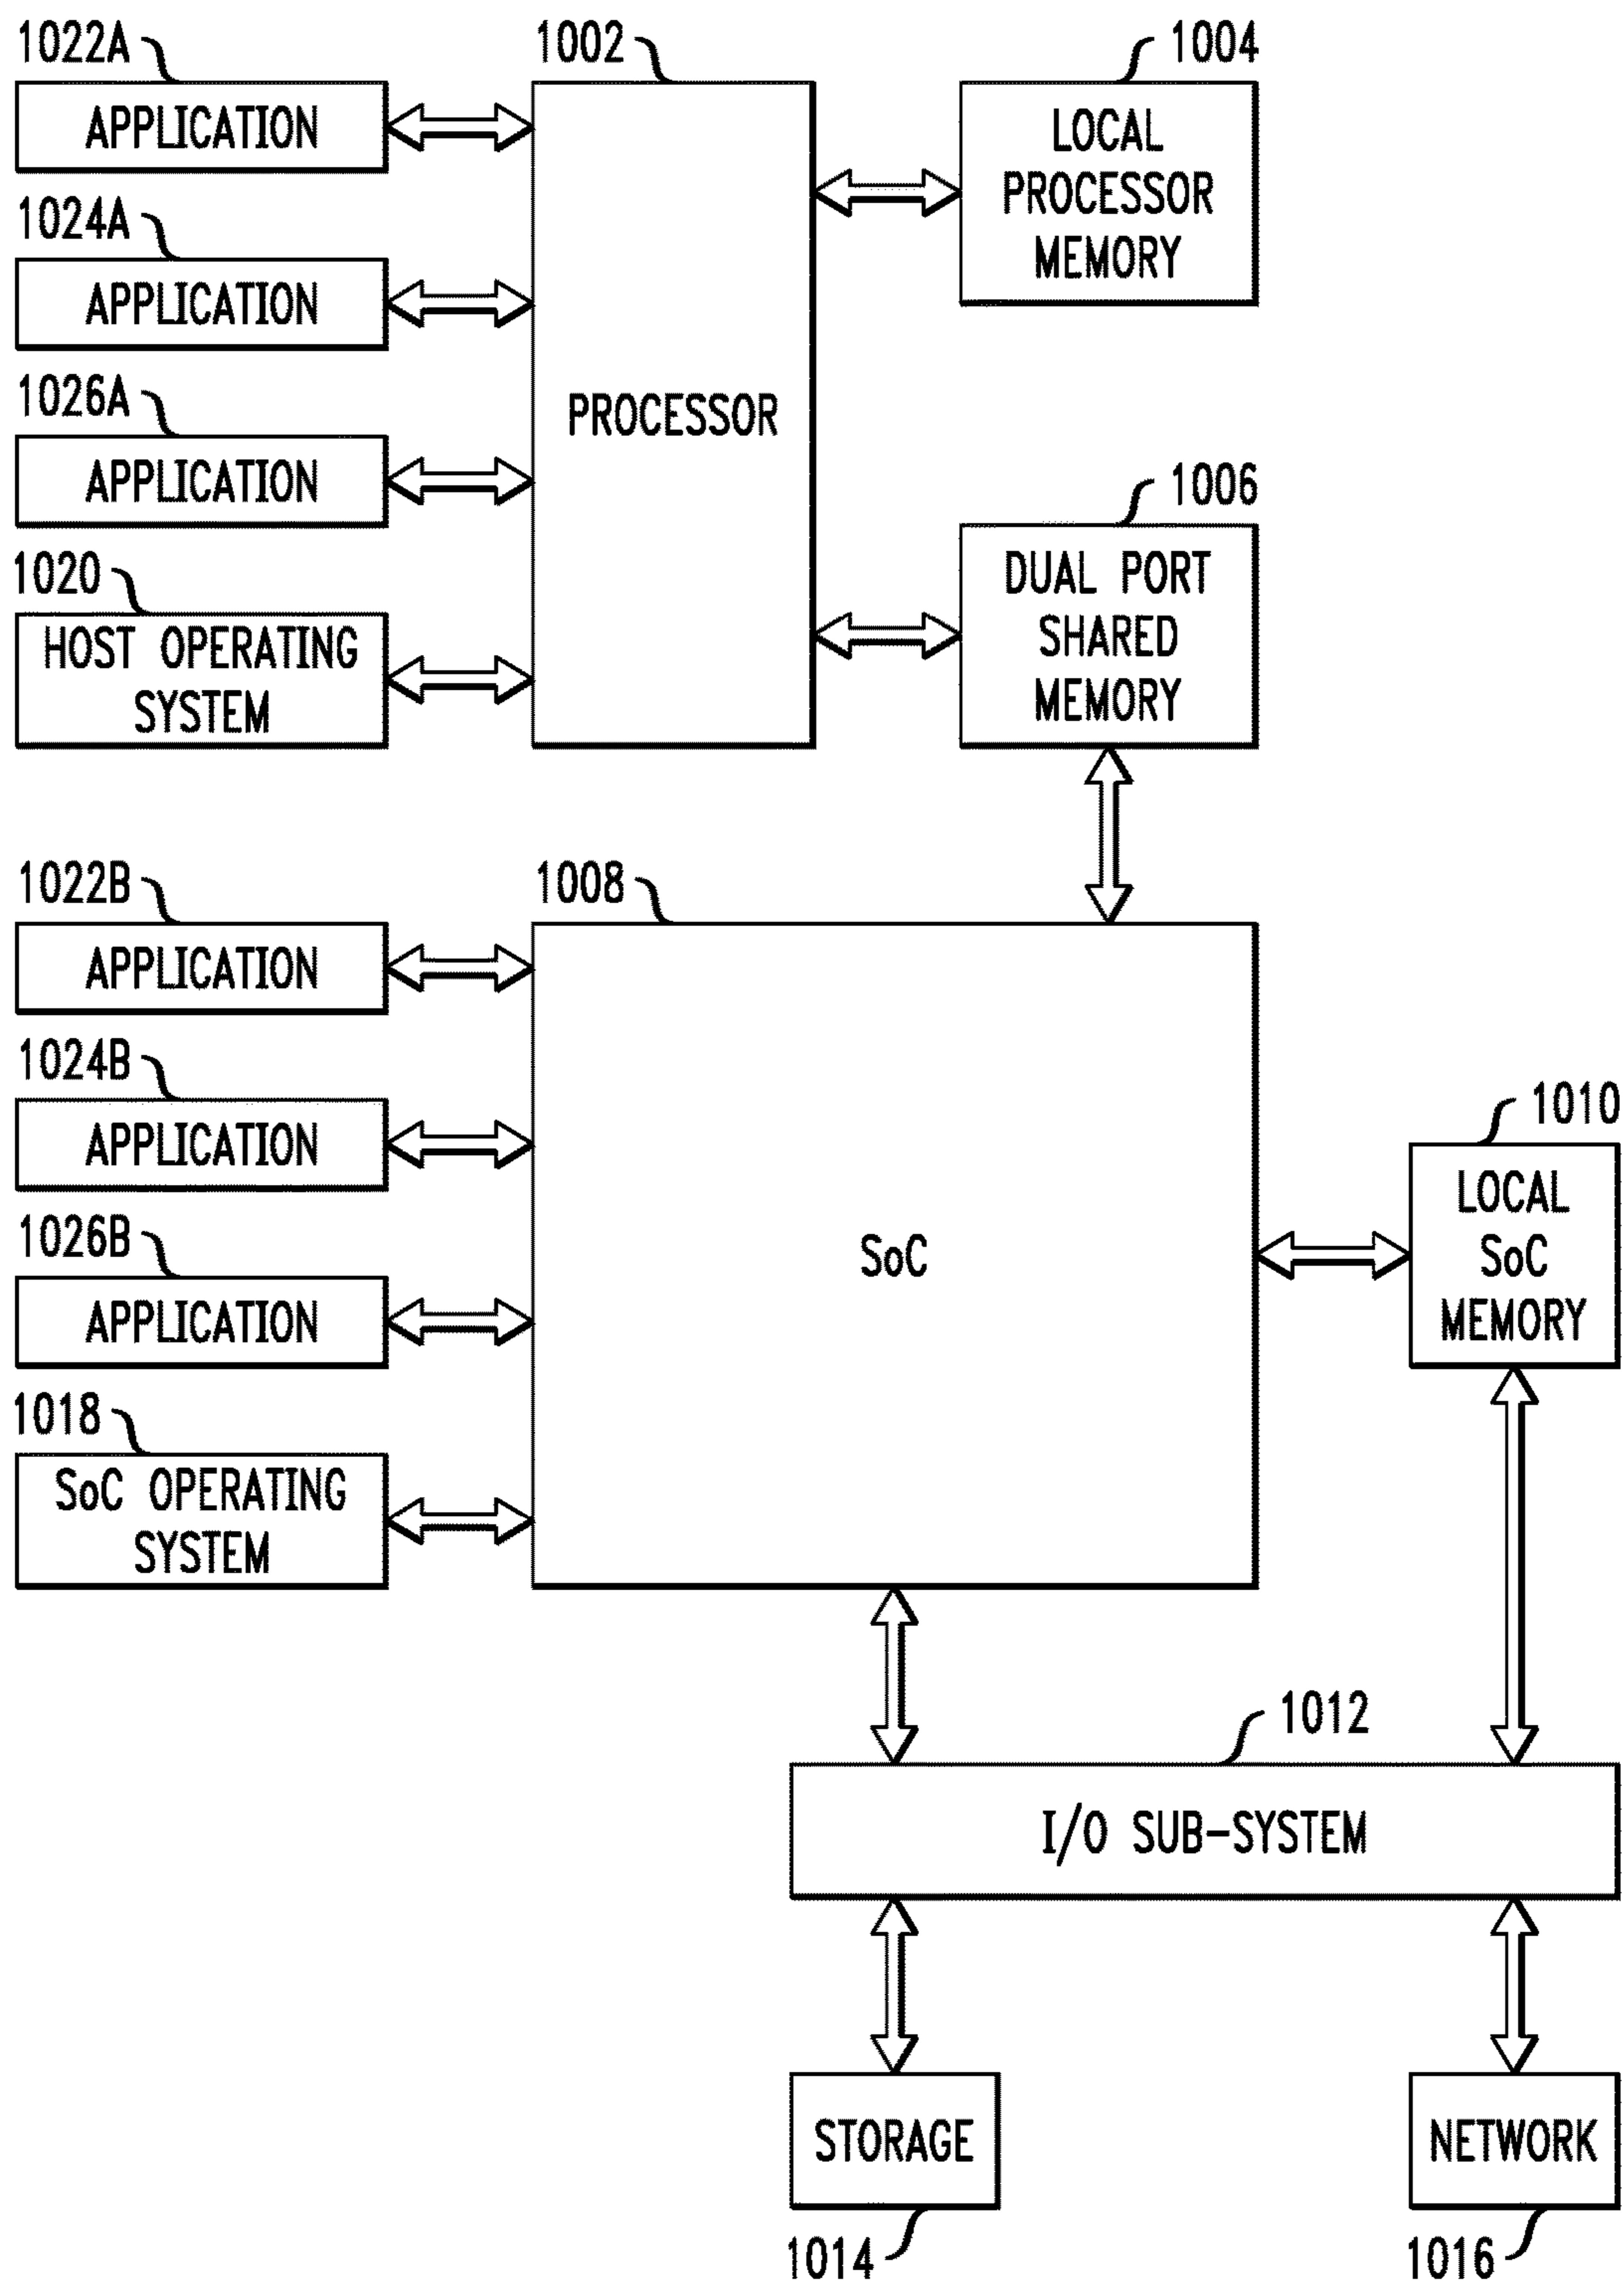 1022A
APPLICATION
1024A
APPLICATION
1026A
APPLICATION
1020
HOST OPERATING
SYSTEM
1002
PROCESSOR
1004
LOCAL
PROCESSOR
MEMORY
1006
DUAL PORT
SHARED
MEMORY
1022B
APPLICATION
1024B
APPLICATION
1026B
APPLICATION
1018
SoC OPERATING
SYSTEM
1008
SoC
1010
LOCAL
SoC
MEMORY
1012
I/O SUB-SYSTEM
STORAGE
1014
NETWORK
1016